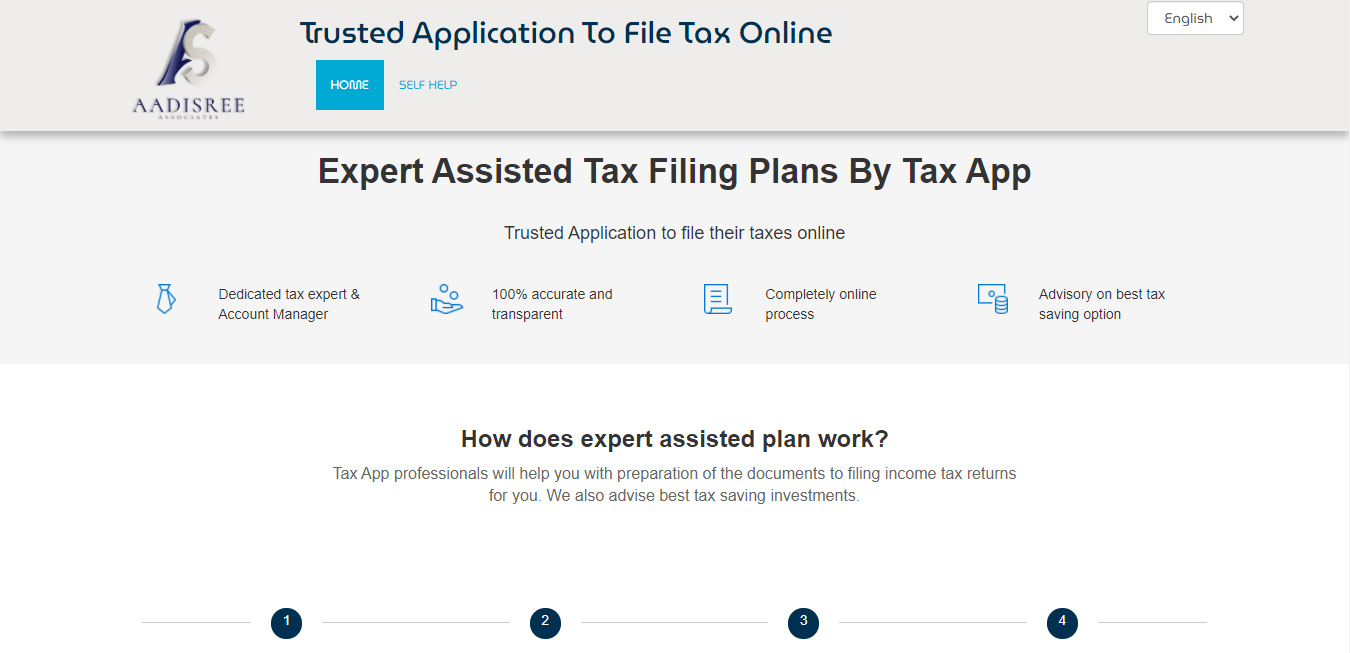 AADISREE
ASSOCIATES
Trusted Application To File Tax Online
English
HOME
SELF HELP
Expert Assisted Tax Filing Plans By Tax App
Trusted Application to file their taxes online
Dedicated tax expert &
Account Manager
100% accurate and
transparent
Completely online
process
Advisory on best tax
saving option
How does expert assisted plan work?
Tax App professionals will help you with preparation of the documents to filing income tax returns
for you. We also advise best tax saving investments.
1
2
3
4